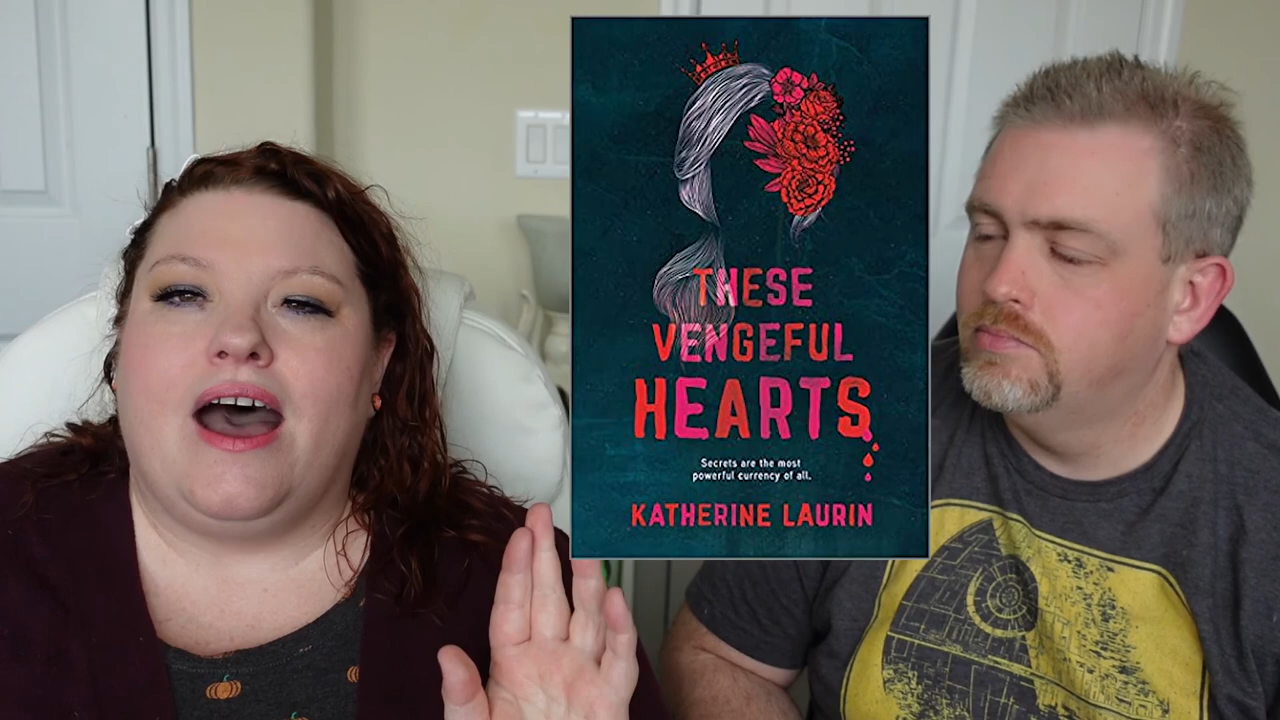 THESE
VENGEFUL
HEARTS
Secrets are the most
powerful currency of all.
KATHERINE LAURIN